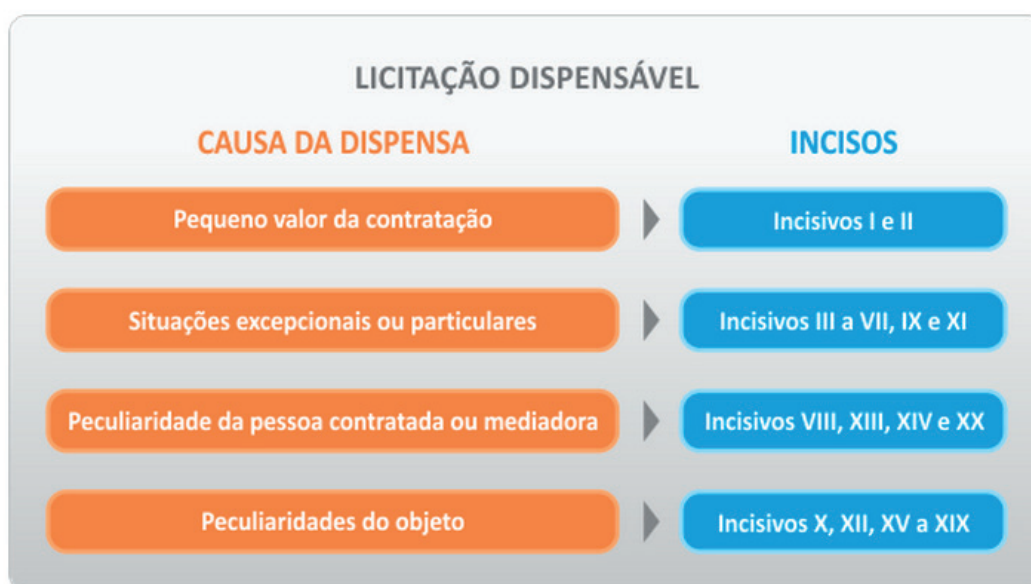 LICITAÇÃO DISPENSÁVEL
CAUSA DA DISPENSA
INCISOS
Pequeno valor da contratação
Incisivos I e II
Situações excepcionais ou particulares
Incisivos III a VII, IX e XI
Peculiaridade da pessoa contratada ou mediadora
Incisivos VIII, XIII, XIV e XX
Peculiaridades do objeto
Incisivos X, XII, XV a XIX